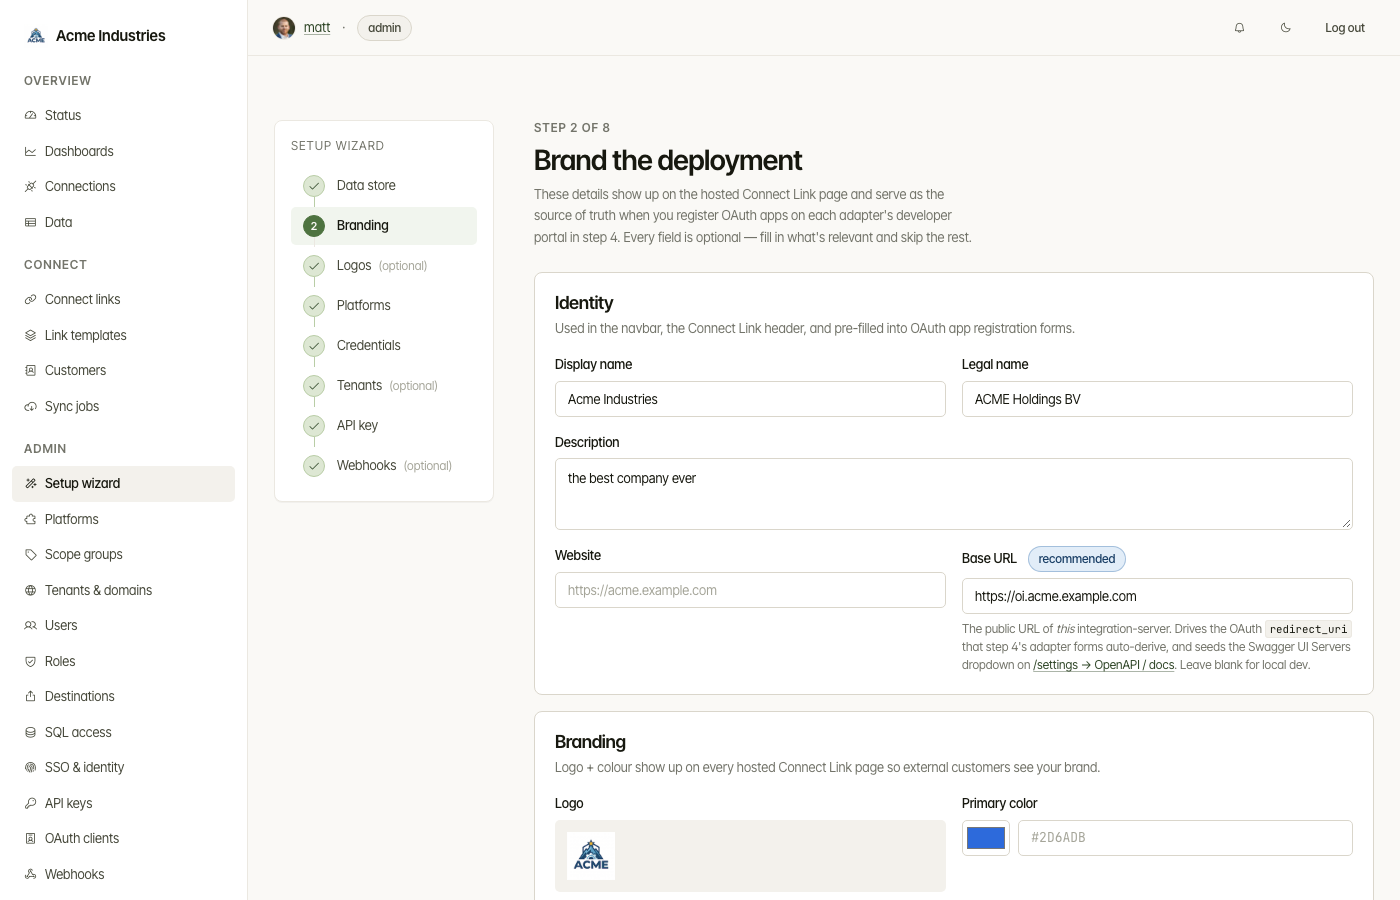 ACME
Acme Industries
OVERVIEW
Status
Dashboards
Connections
Data
CONNECT
Connect links
Link templates
Customers
Sync jobs
ADMIN
Setup wizard
Platforms
Scope groups
Tenants & domains
Users
Roles
Destinations
SQL access
SSO & identity
API keys
OAuth clients
Webhooks
matt · admin
Log out
SETUP WIZARD
Data store
2 Branding
Logos (optional)
Platforms
Credentials
Tenants (optional)
API key
Webhooks (optional)
STEP 2 OF 8
Brand the deployment
These details show up on the hosted Connect Link page and serve as the
source of truth when you register OAuth apps on each adapter's developer
portal in step 4. Every field is optional — fill in what's relevant and skip the rest.
Identity
Used in the navbar, the Connect Link header, and pre-filled into OAuth app registration forms.
Display name
Acme Industries
Legal name
ACME Holdings BV
Description
the best company ever
Website
https://acme.example.com
Base URL recommended
https://oi.acme.example.com
The public URL of this integration-server. Drives the OAuth redirect_uri
that step 4's adapter forms auto-derive, and seeds the Swagger UI Servers
dropdown on /settings → OpenAPI / docs. Leave blank for local dev.
Branding
Logo + colour show up on every hosted Connect Link page so external customers see your brand.
Logo
ACME
Primary color
#2D6ADB